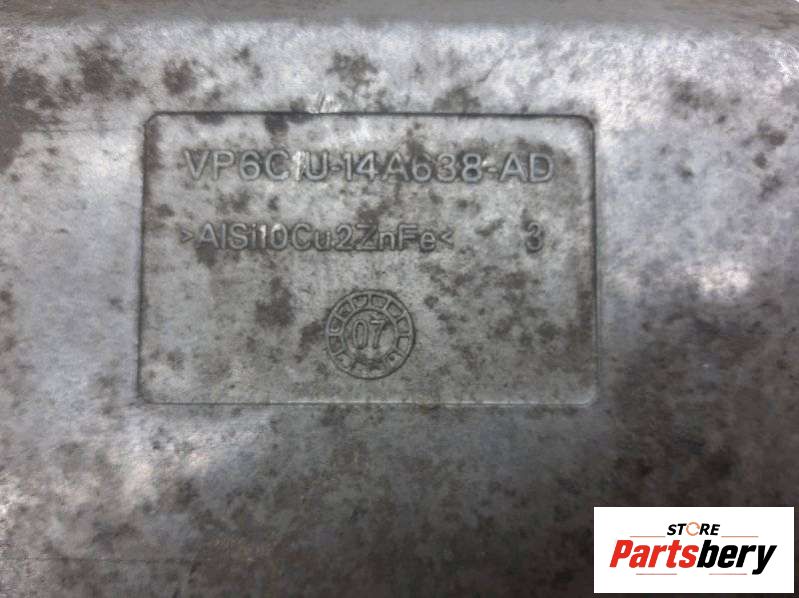 VP6C1U-14A638-AD
>AlSi10Cu2ZnFe< 3
07
STORE
Partsbery